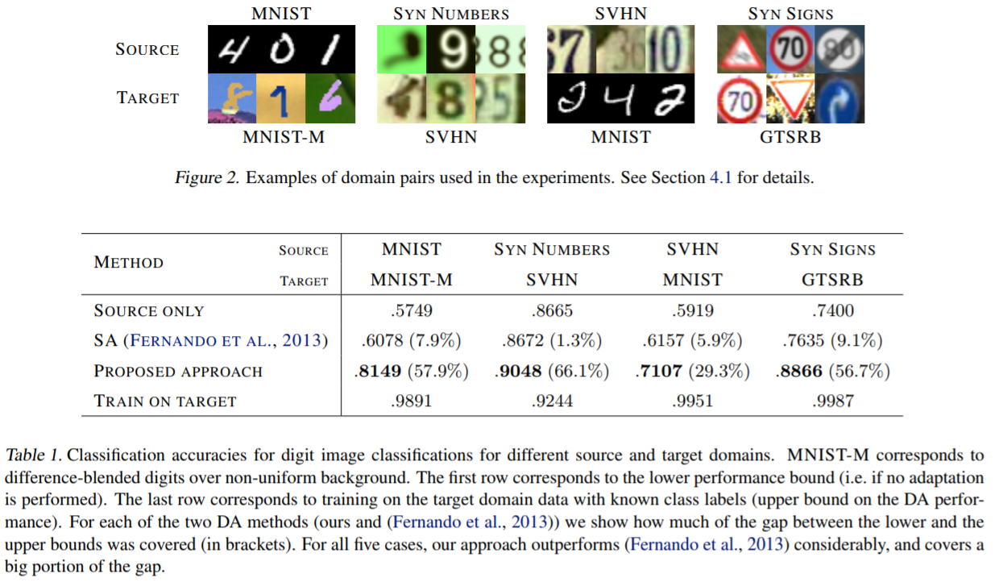 MNIST SYN NUMBERS SVHN SYN SIGNS
SOURCE
TARGET
MNIST-M SVHN MNIST GTSRB
Figure 2. Examples of domain pairs used in the experiments. See Section 4.1 for details.
METHOD SOURCE MNIST SYN NUMBERS SVHN SYN SIGNS
TARGET MNIST-M SVHN MNIST GTSRB
SOURCE ONLY .5749 .8665 .5919 .7400
SA (FERNANDO ET AL., 2013) .6078 (7.9%) .8672 (1.3%) .6157 (5.9%) .7635 (9.1%)
PROPOSED APPROACH .8149 (57.9%) .9048 (66.1%) .7107 (29.3%) .8866 (56.7%)
TRAIN ON TARGET .9891 .9244 .9951 .9987
Table 1. Classification accuracies for digit image classifications for different source and target domains. MNIST-M corresponds to
difference-blended digits over non-uniform background. The first row corresponds to the lower performance bound (i.e. if no adaptation
is performed). The last row corresponds to training on the target domain data with known class labels (upper bound on the DA perfor-
mance). For each of the two DA methods (ours and (Fernando et al., 2013)) we show how much of the gap between the lower and the
upper bounds was covered (in brackets). For all five cases, our approach outperforms (Fernando et al., 2013) considerably, and covers a
big portion of the gap.